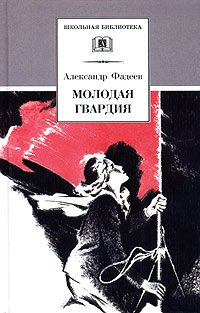 ШКОЛЬНАЯ БИБЛИОТЕКА
Александр Фадеев
МОЛОДАЯ
ГВАРДИЯ